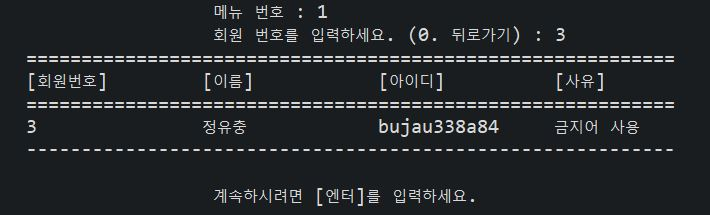 메뉴 번호 : 1
회원 번호를 입력하세요. (0. 뒤로가기) : 3
===========================================================
[회원번호] [이름] [아이디] [사유]
===========================================================
3 정유충 bujau338a84 금지어 사용
-----------------------------------------------------------
계속하시려면 [엔터]를 입력하세요.